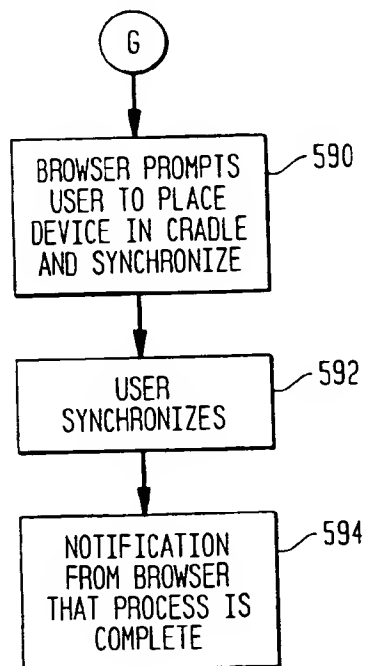 G
BROWSER PROMPTS
USER TO PLACE
DEVICE IN CRADLE
AND SYNCHRONIZE
590
USER
SYNCHRONIZES
592
NOTIFICATION
FROM BROWSER
THAT PROCESS IS
COMPLETE
594